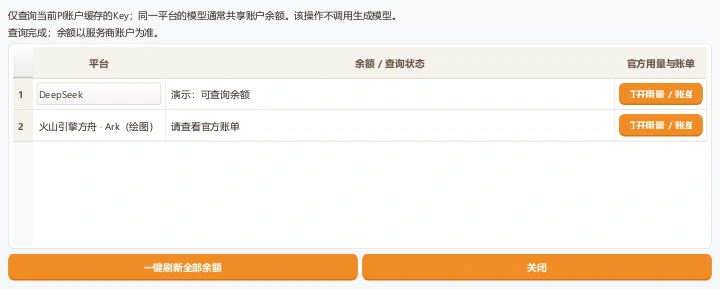 仅查询当前PI账户缓存的Key；同一平台的模型通常共享账户余额。该操作不调用生成模型。
查询完成；余额以服务商账户为准。
平台 余额 / 查询状态 官方用量与账单
1 DeepSeek 演示：可查询余额 打开用量 / 账单
2 火山引擎方舟 · Ark（绘图） 请查看官方账单 打开用量 / 账单
一键刷新全部余额 关闭